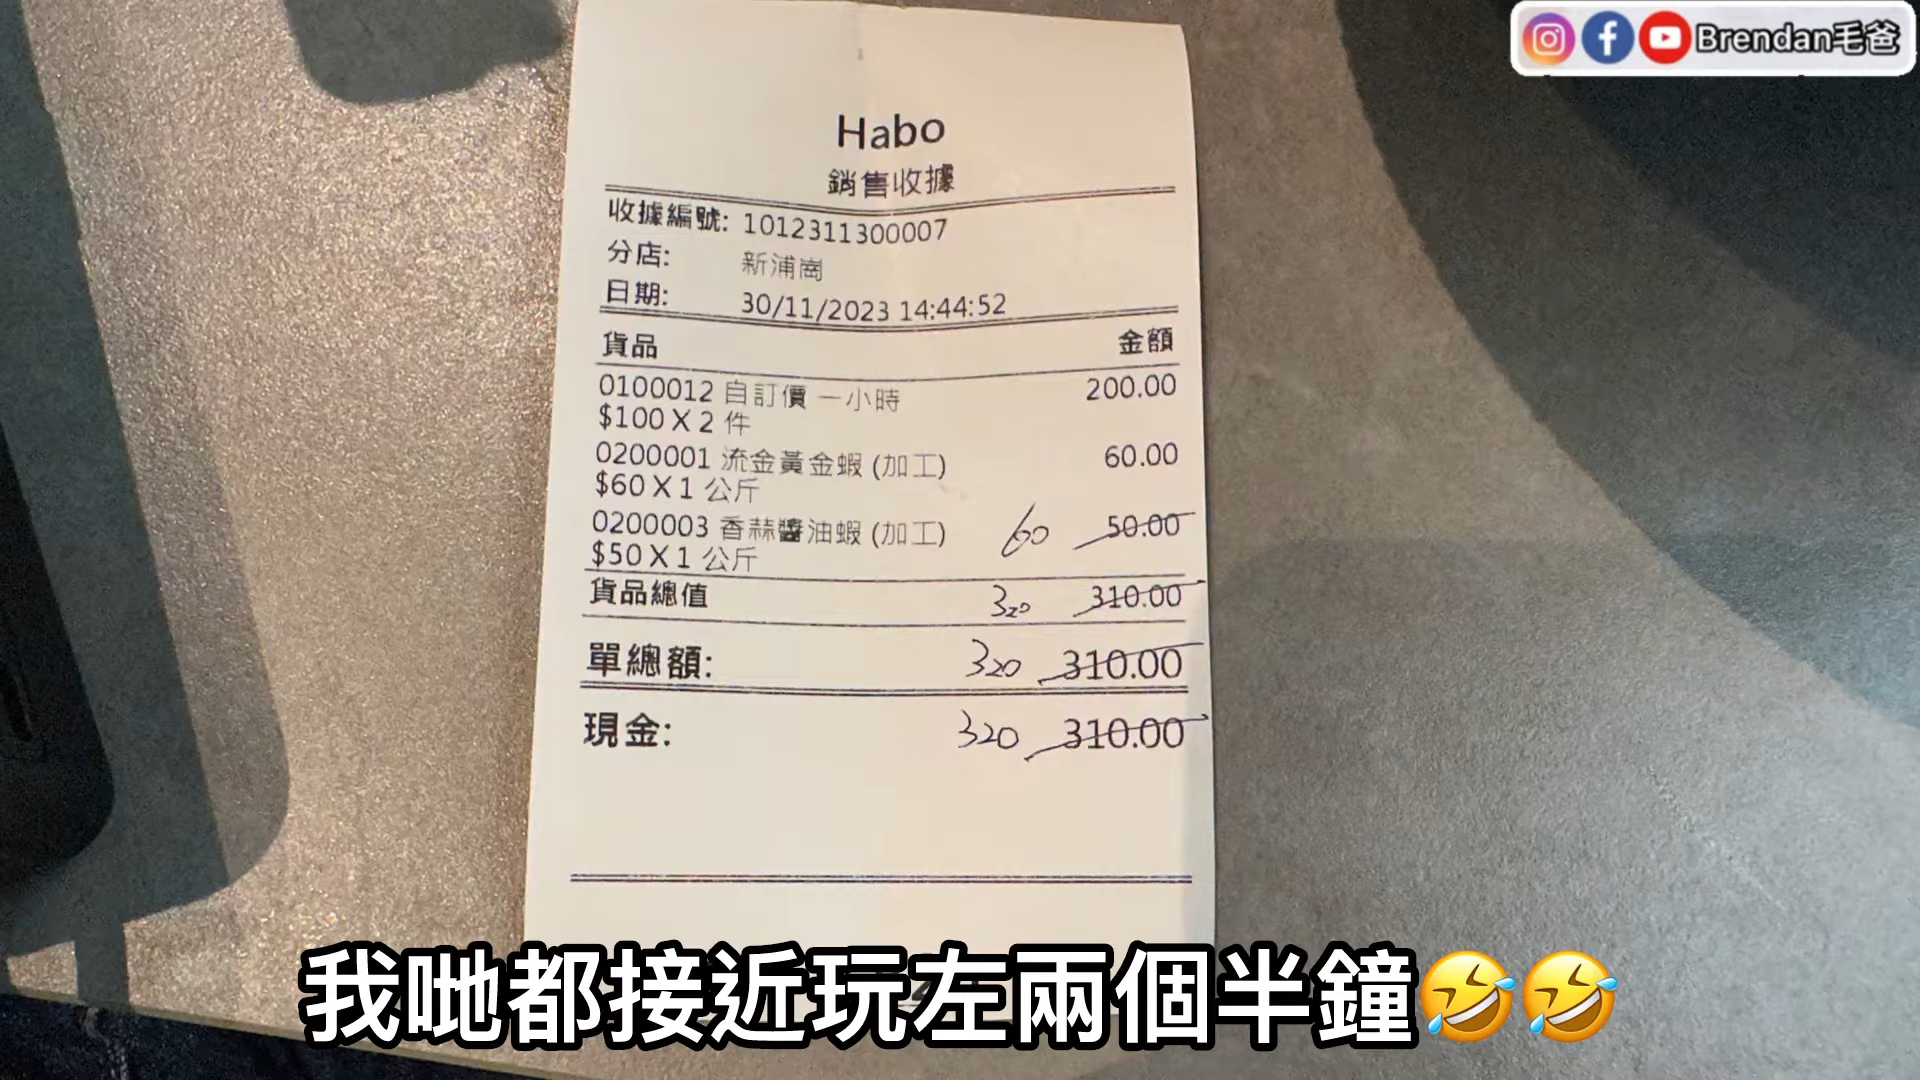 Brendan毛爸
Habo
銷售收據
收據編號: 1012311300007
分店: 新浦崗
日期: 30/11/2023 14:44:52
貨品 金額
0100012 自訂價 一小時 200.00
$100 X 2 件
0200001 流金黃金蝦 (加工) 60.00
$60 X 1 公斤
0200003 香蒜醬油蝦 (加工) 60 50.00
$50 X 1 公斤
貨品總值 320 310.00
單總額: 320 310.00
現金: 320 310.00
我哋都接近玩左兩個半鐘🤣🤣